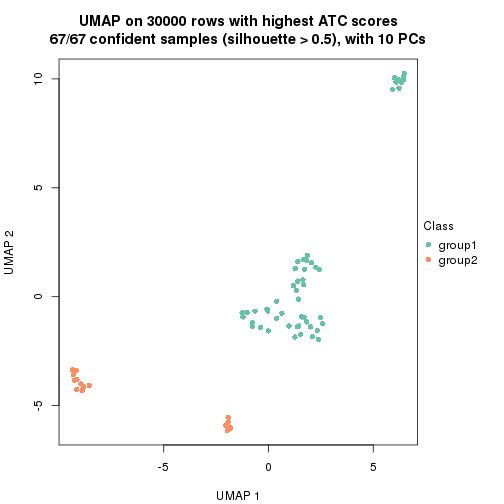 UMAP on 30000 rows with highest ATC scores
67/67 confident samples (silhouette > 0.5), with 10 PCs
10
5
0
-5
UMAP 2
Class
group1
group2
-5
0
5
UMAP 1